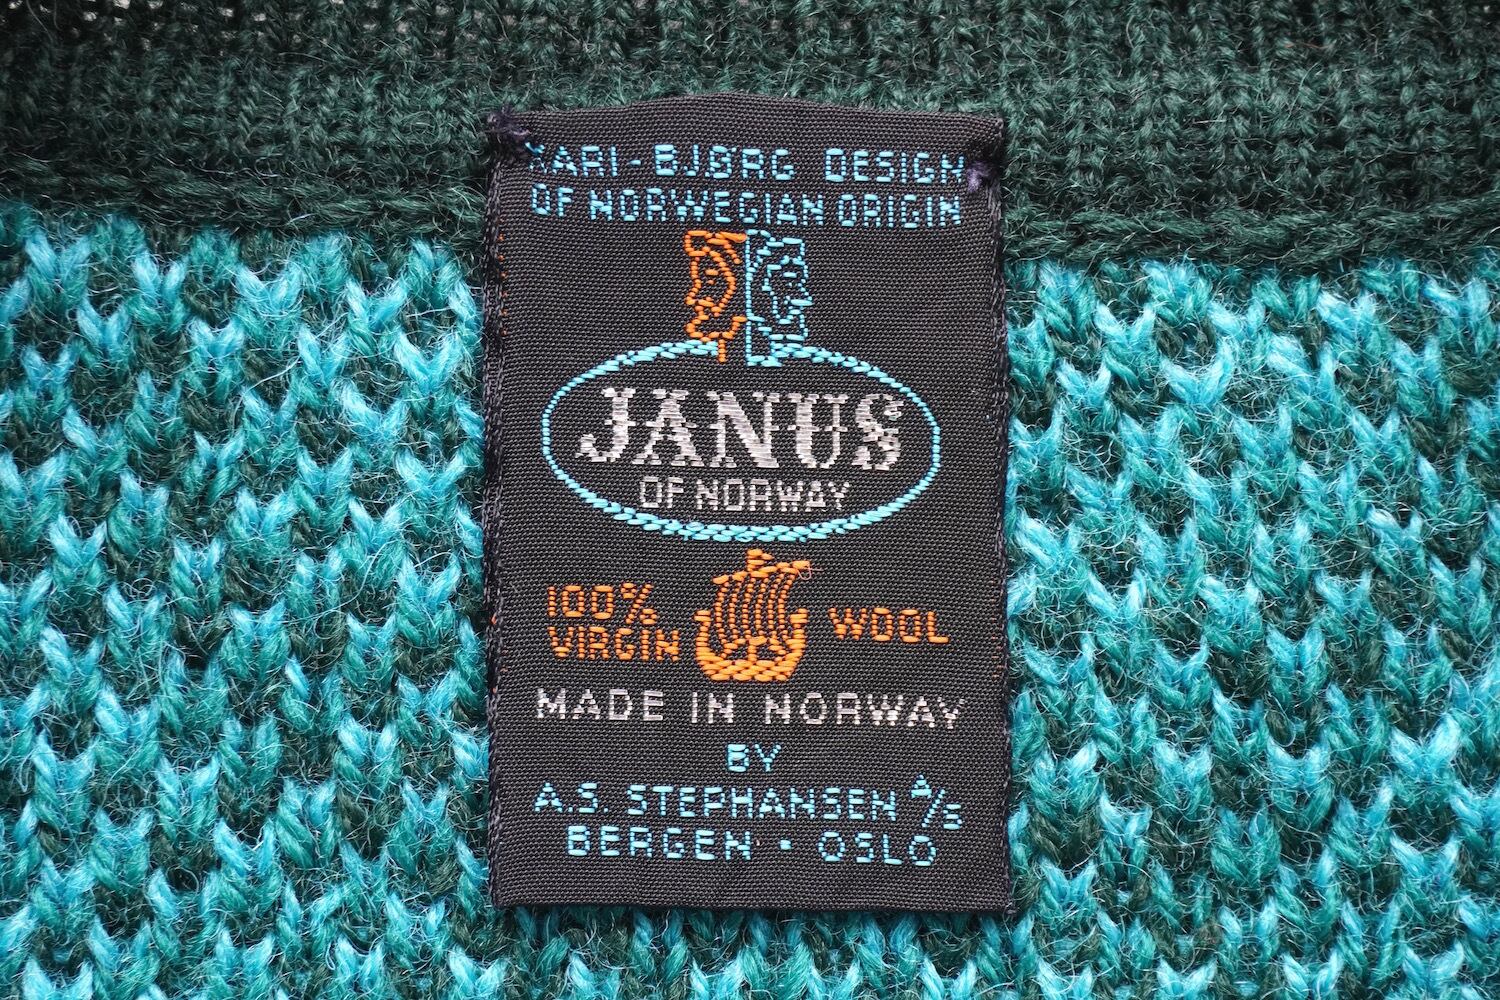 KARI-BJØRG DESIGN
OF NORWEGIAN ORIGIN
JANUS
OF NORWAY
100% VIRGIN WOOL
MADE IN NORWAY
BY
A.S. STEPHANSEN A/S
BERGEN · OSLO